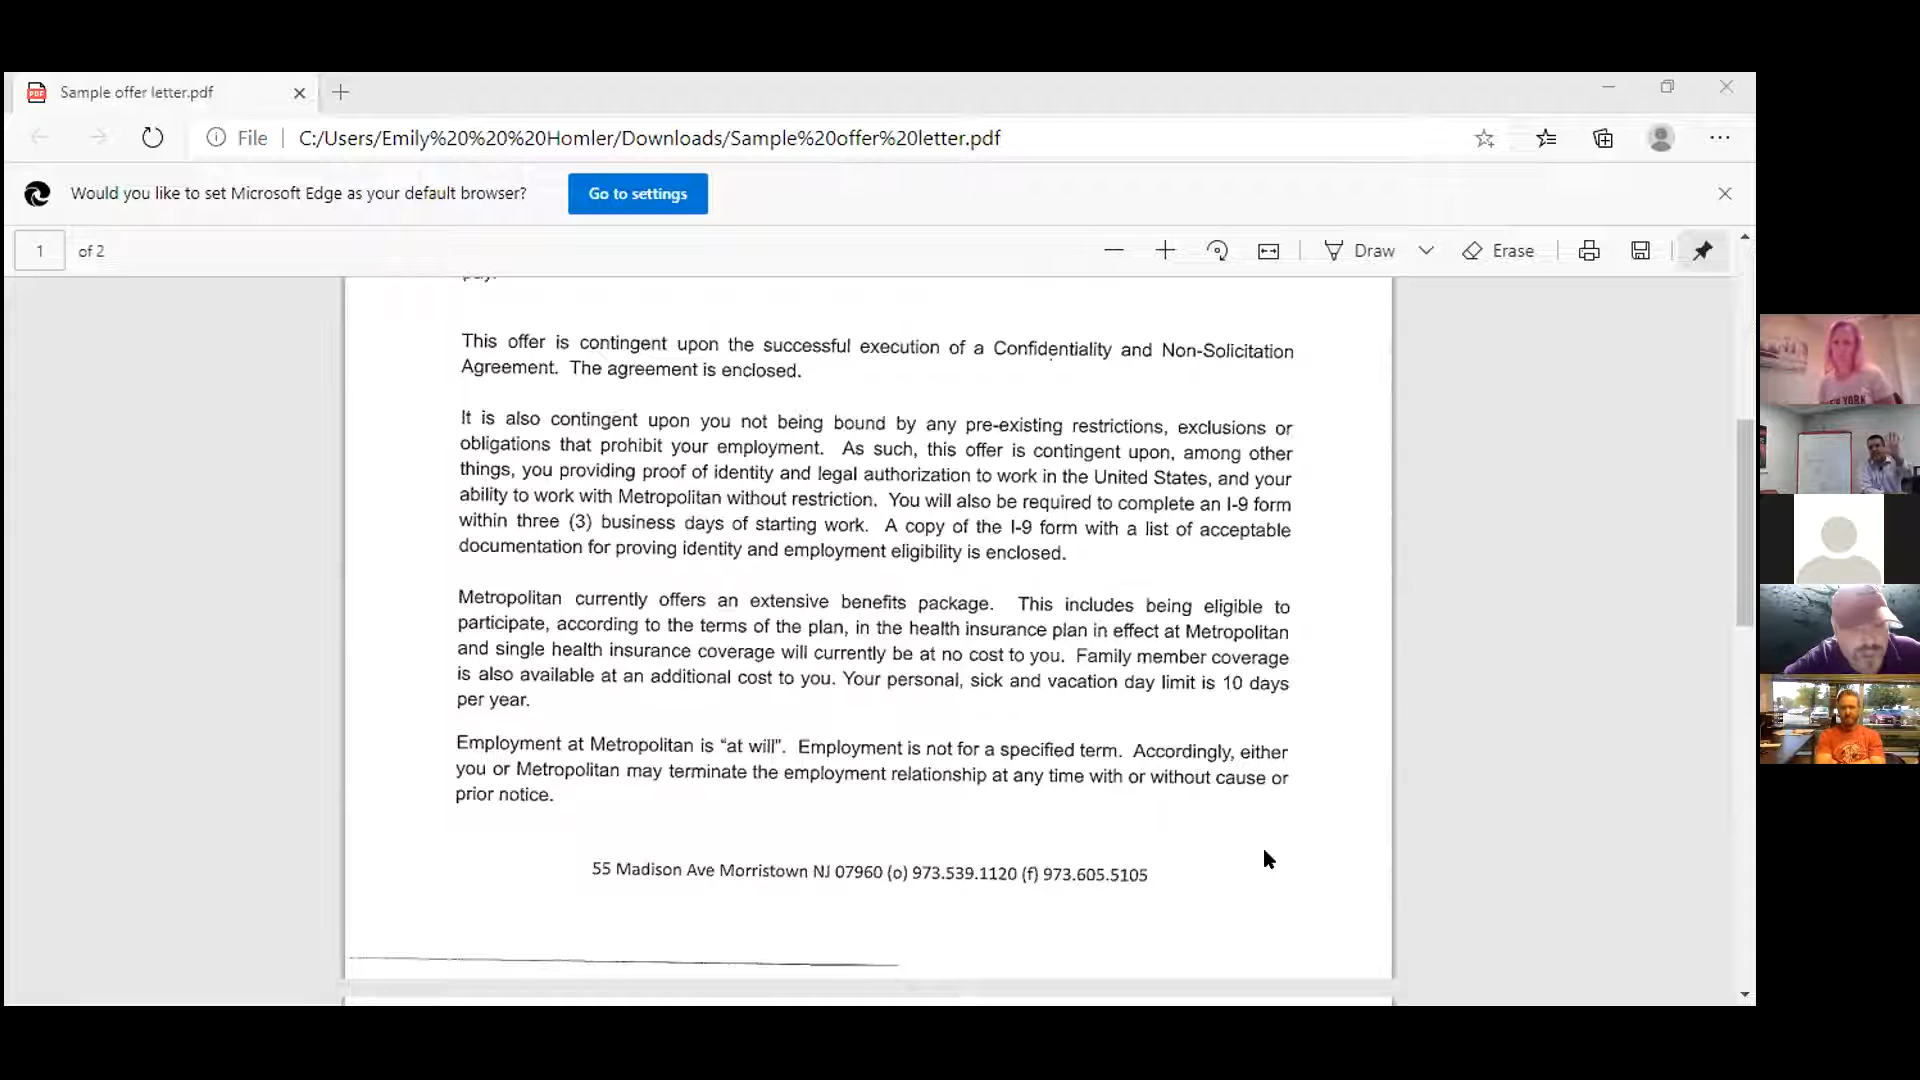 Sample offer letter.pdf
File
C:/Users/Emily%20%20%20Homler/Downloads/Sample%20offer%20letter.pdf
Would you like to set Microsoft Edge as your default browser?
Go to settings
1 of 2
Draw
Erase
pay.
This offer is contingent upon the successful execution of a Confidentiality and Non-Solicitation
Agreement. The agreement is enclosed.
It is also contingent upon you not being bound by any pre-existing restrictions, exclusions or
obligations that prohibit your employment. As such, this offer is contingent upon, among other
things, you providing proof of identity and legal authorization to work in the United States, and your
ability to work with Metropolitan without restriction. You will also be required to complete an I-9 form
within three (3) business days of starting work. A copy of the I-9 form with a list of acceptable
documentation for proving identity and employment eligibility is enclosed.
Metropolitan currently offers an extensive benefits package. This includes being eligible to
participate, according to the terms of the plan, in the health insurance plan in effect at Metropolitan
and single health insurance coverage will currently be at no cost to you. Family member coverage
is also available at an additional cost to you. Your personal, sick and vacation day limit is 10 days
per year.
Employment at Metropolitan is “at will”. Employment is not for a specified term. Accordingly, either
you or Metropolitan may terminate the employment relationship at any time with or without cause or
prior notice.
55 Madison Ave Morristown NJ 07960 (o) 973.539.1120 (f) 973.605.5105